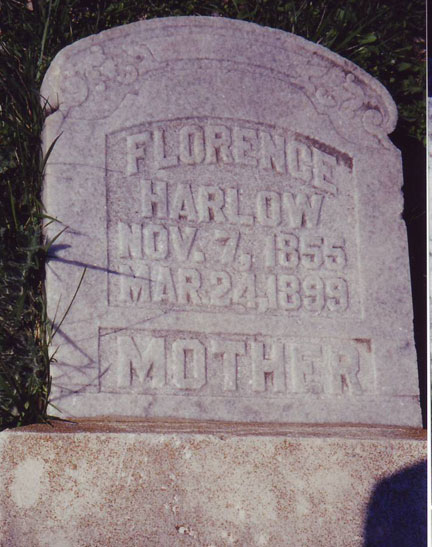 FLORENCE
HARLOW
NOV. 7, 1855
MAR. 24, 1899
MOTHER